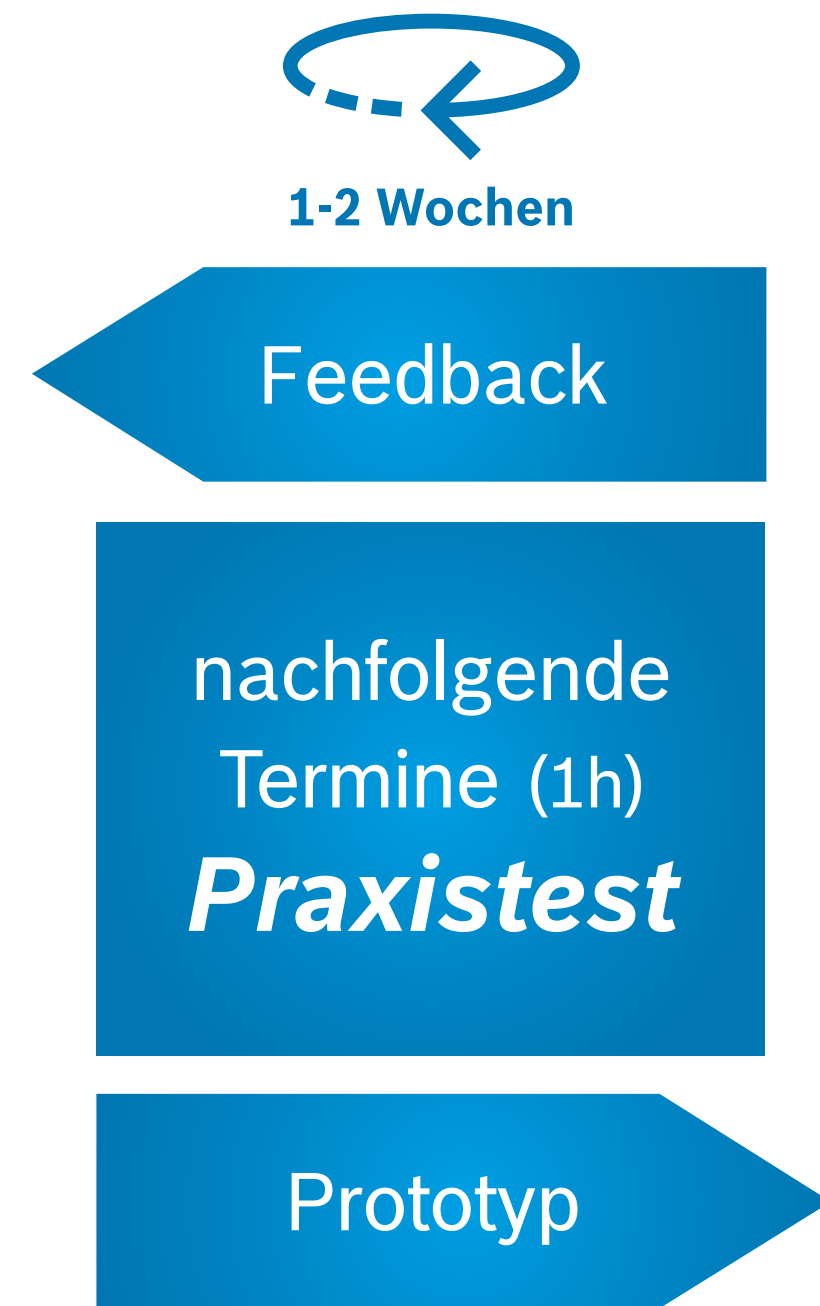 1-2 Wochen
Feedback
nachfolgende
Termine (1h)
Praxistest
Prototyp